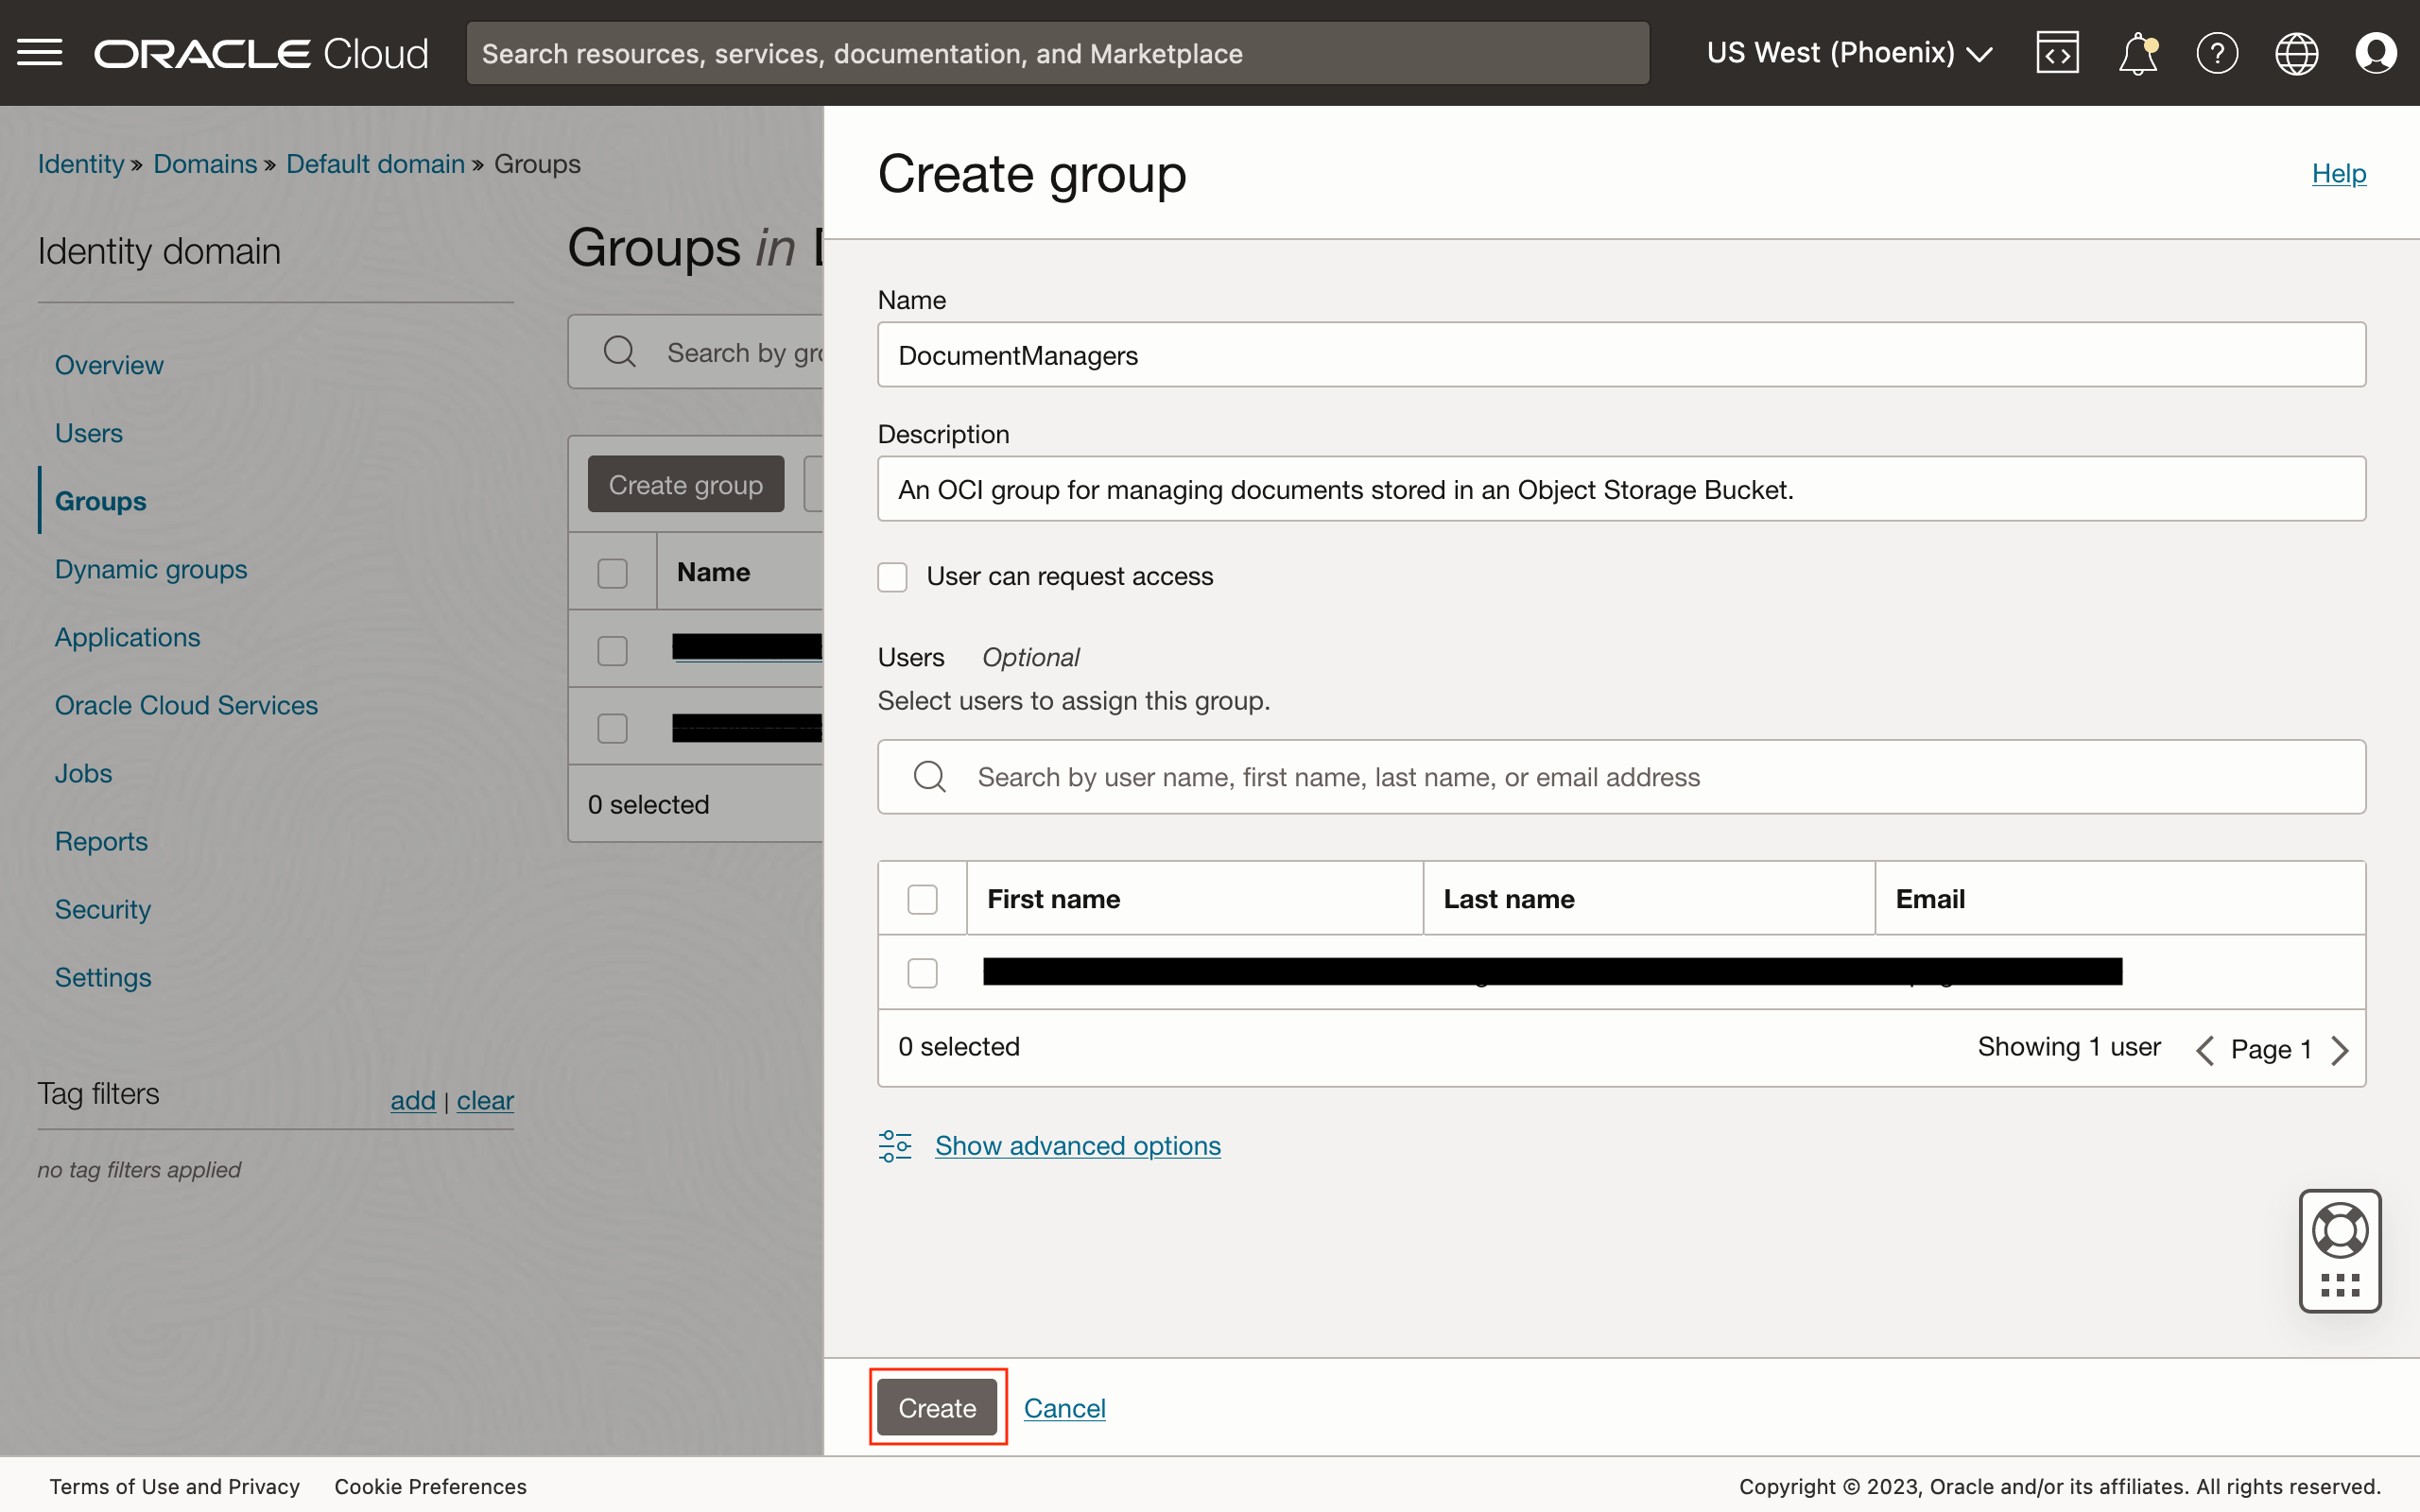 ORACLE Cloud
Search resources, services, documentation, and Marketplace
US West (Phoenix)
Identity » Domains » Default domain » Groups
Identity domain
Overview
Users
Groups
Dynamic groups
Applications
Oracle Cloud Services
Jobs
Reports
Security
Settings
Tag filters
add | clear
no tag filters applied
Groups in
Search by
Create group
Name
0 selected
Create group
Help
Name
DocumentManagers
Description
An OCI group for managing documents stored in an Object Storage Bucket.
User can request access
Users Optional
Select users to assign this group.
Search by user name, first name, last name, or email address
First name Last name Email
0 selected
Showing 1 user
Page 1
Show advanced options
Create
Cancel
Terms of Use and Privacy
Cookie Preferences
Copyright © 2023, Oracle and/or its affiliates. All rights reserved.